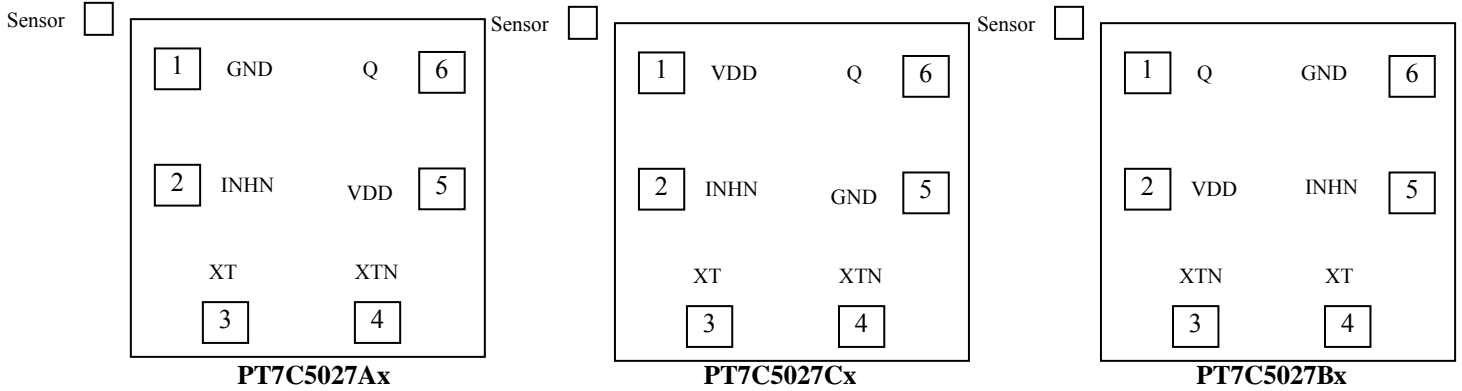 Sensor
1 GND Q 6
2 INHN VDD 5
XT XTN
3 4
PT7C5027Ax
Sensor
1 VDD Q 6
2 INHN GND 5
XT XTN
3 4
PT7C5027Cx
Sensor
1 Q GND 6
2 VDD INHN 5
XTN XT
3 4
PT7C5027Bx